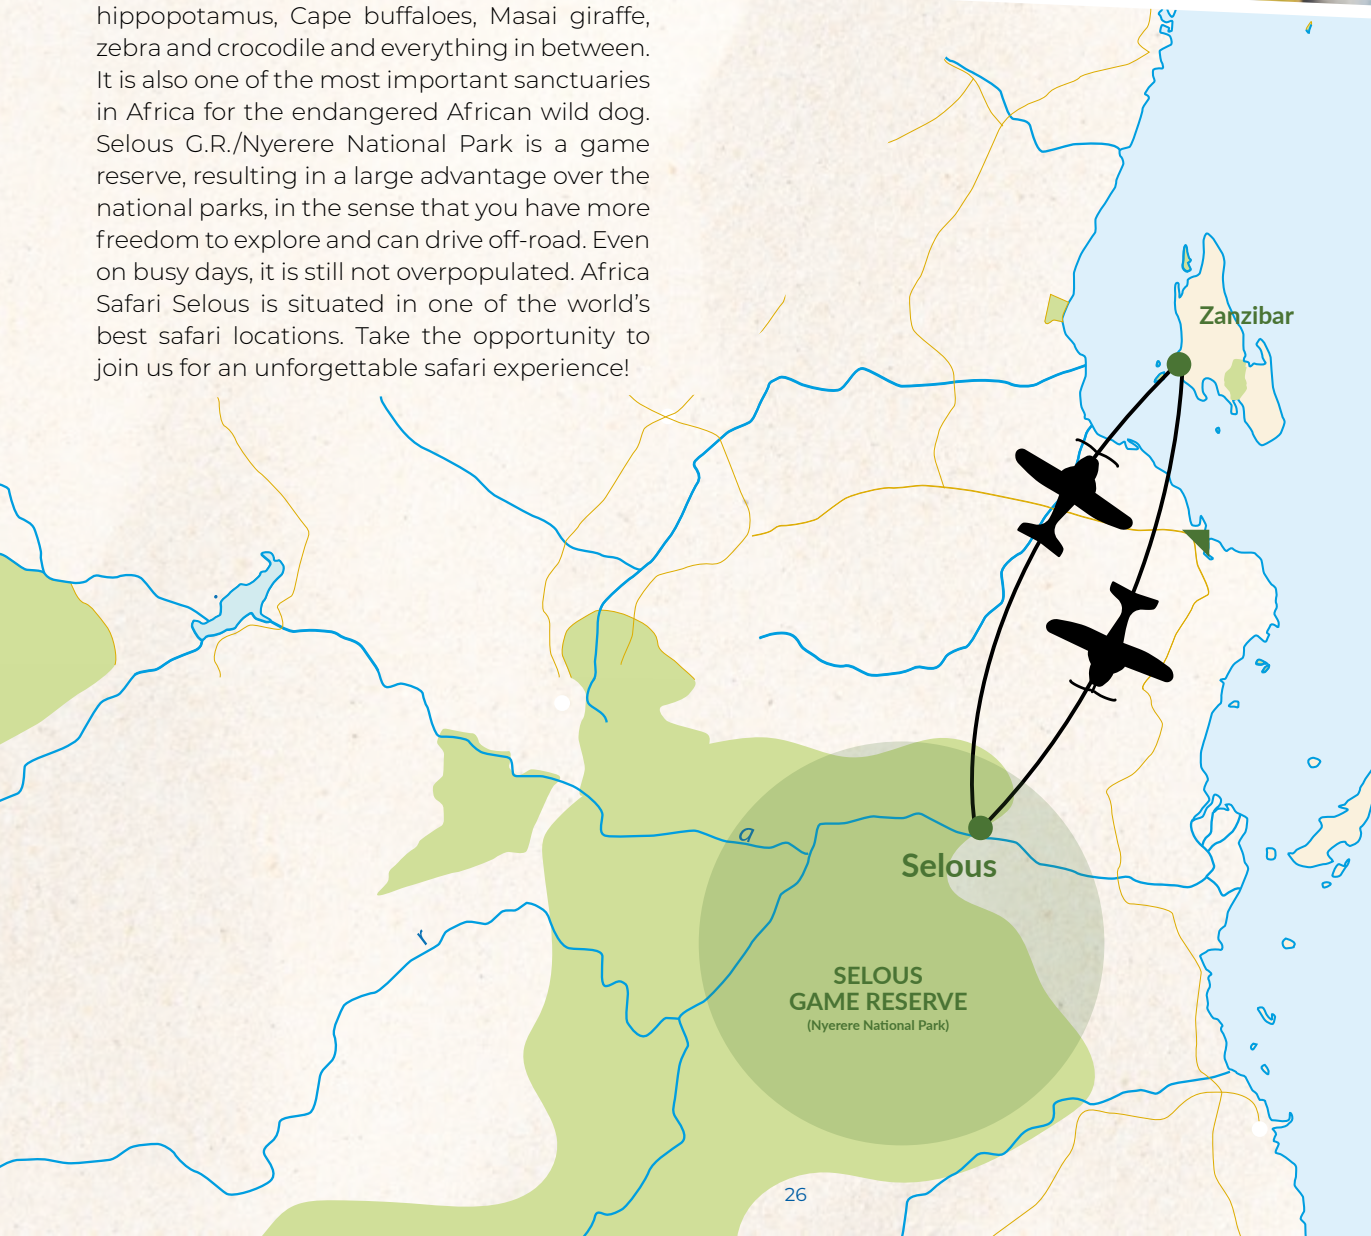 hippopotamus, Cape buffaloes, Masai giraffe,
zebra and crocodile and everything in between.
It is also one of the most important sanctuaries
in Africa for the endangered African wild dog.
Selous G.R./Nyerere National Park is a game
reserve, resulting in a large advantage over the
national parks, in the sense that you have more
freedom to explore and can drive off-road. Even
on busy days, it is still not overpopulated. Africa
Safari Selous is situated in one of the world’s
best safari locations. Take the opportunity to
join us for an unforgettable safari experience!
Zanzibar
a
Selous
r
SELOUS
GAME RESERVE
(Nyerere National Park)
26